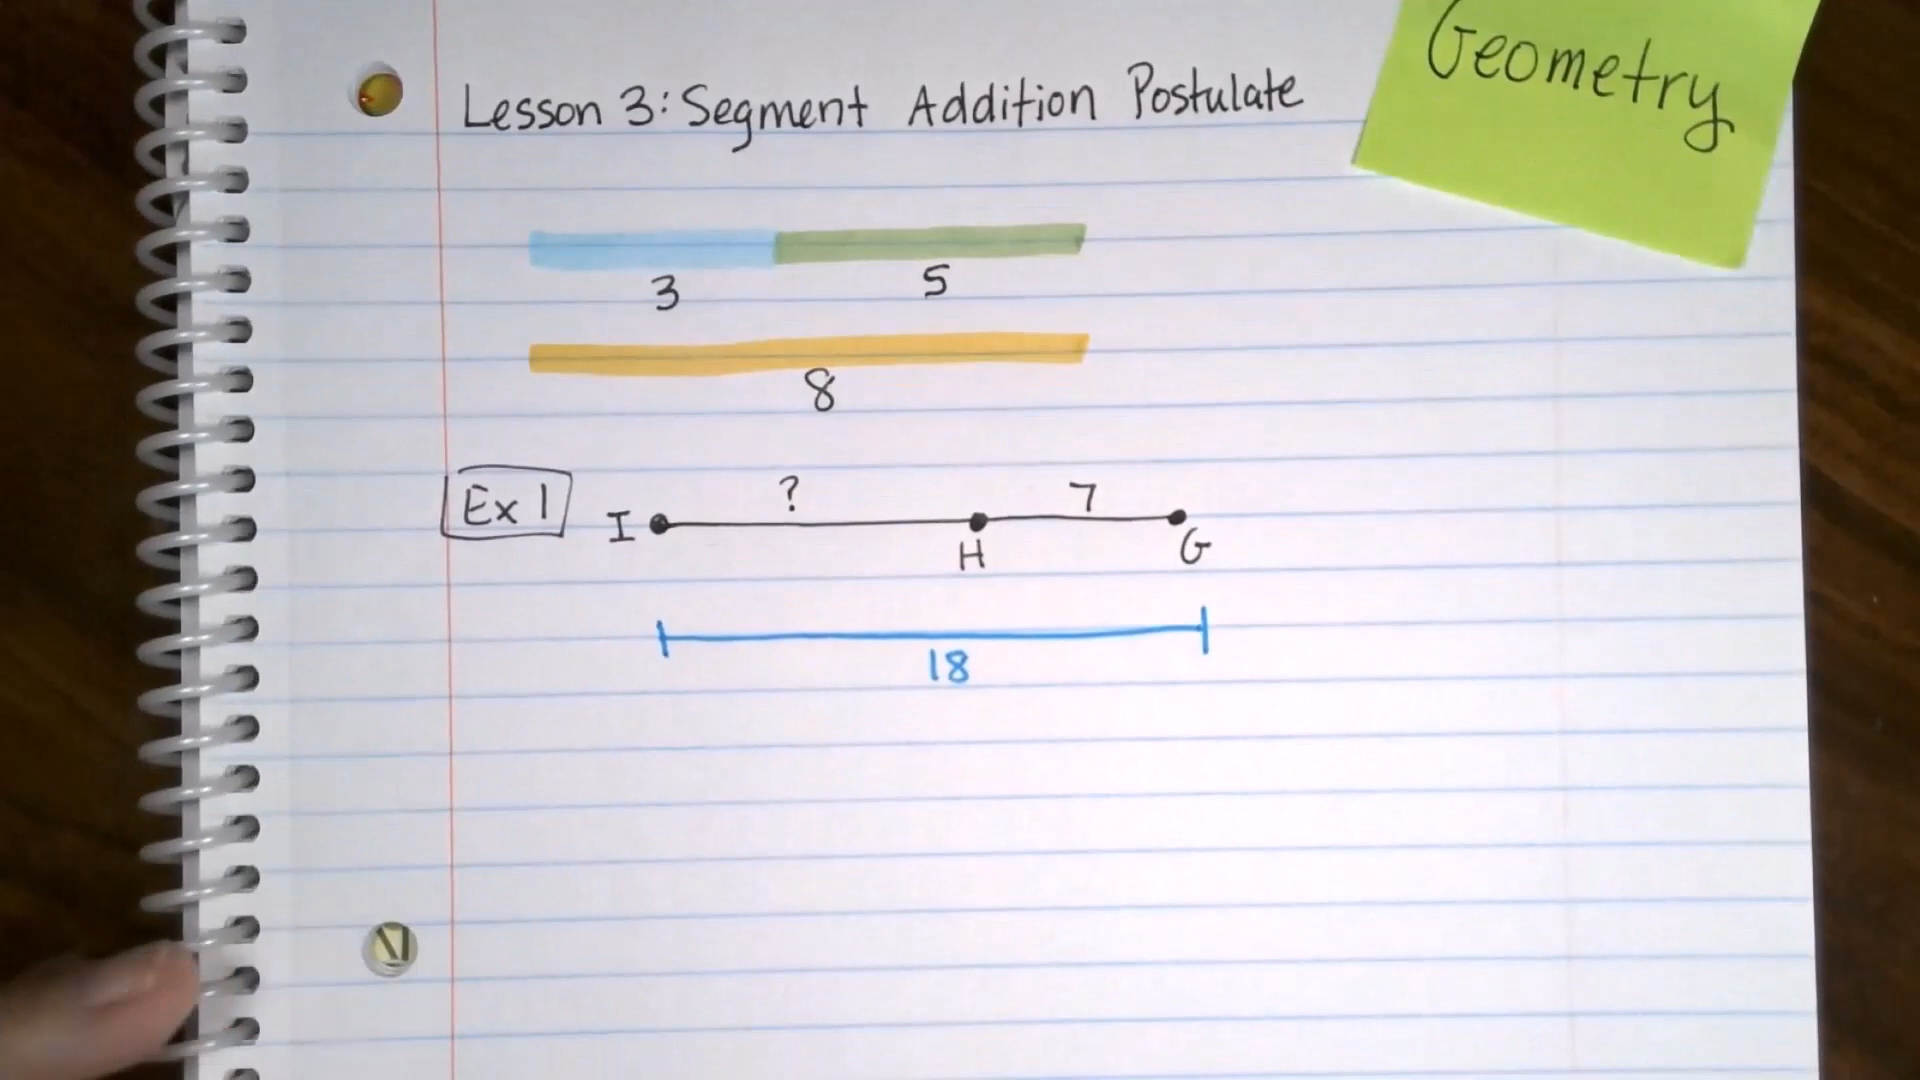 Geometry
Lesson 3: Segment Addition Postulate
3 5
8
Ex 1
? 7
I H G
18